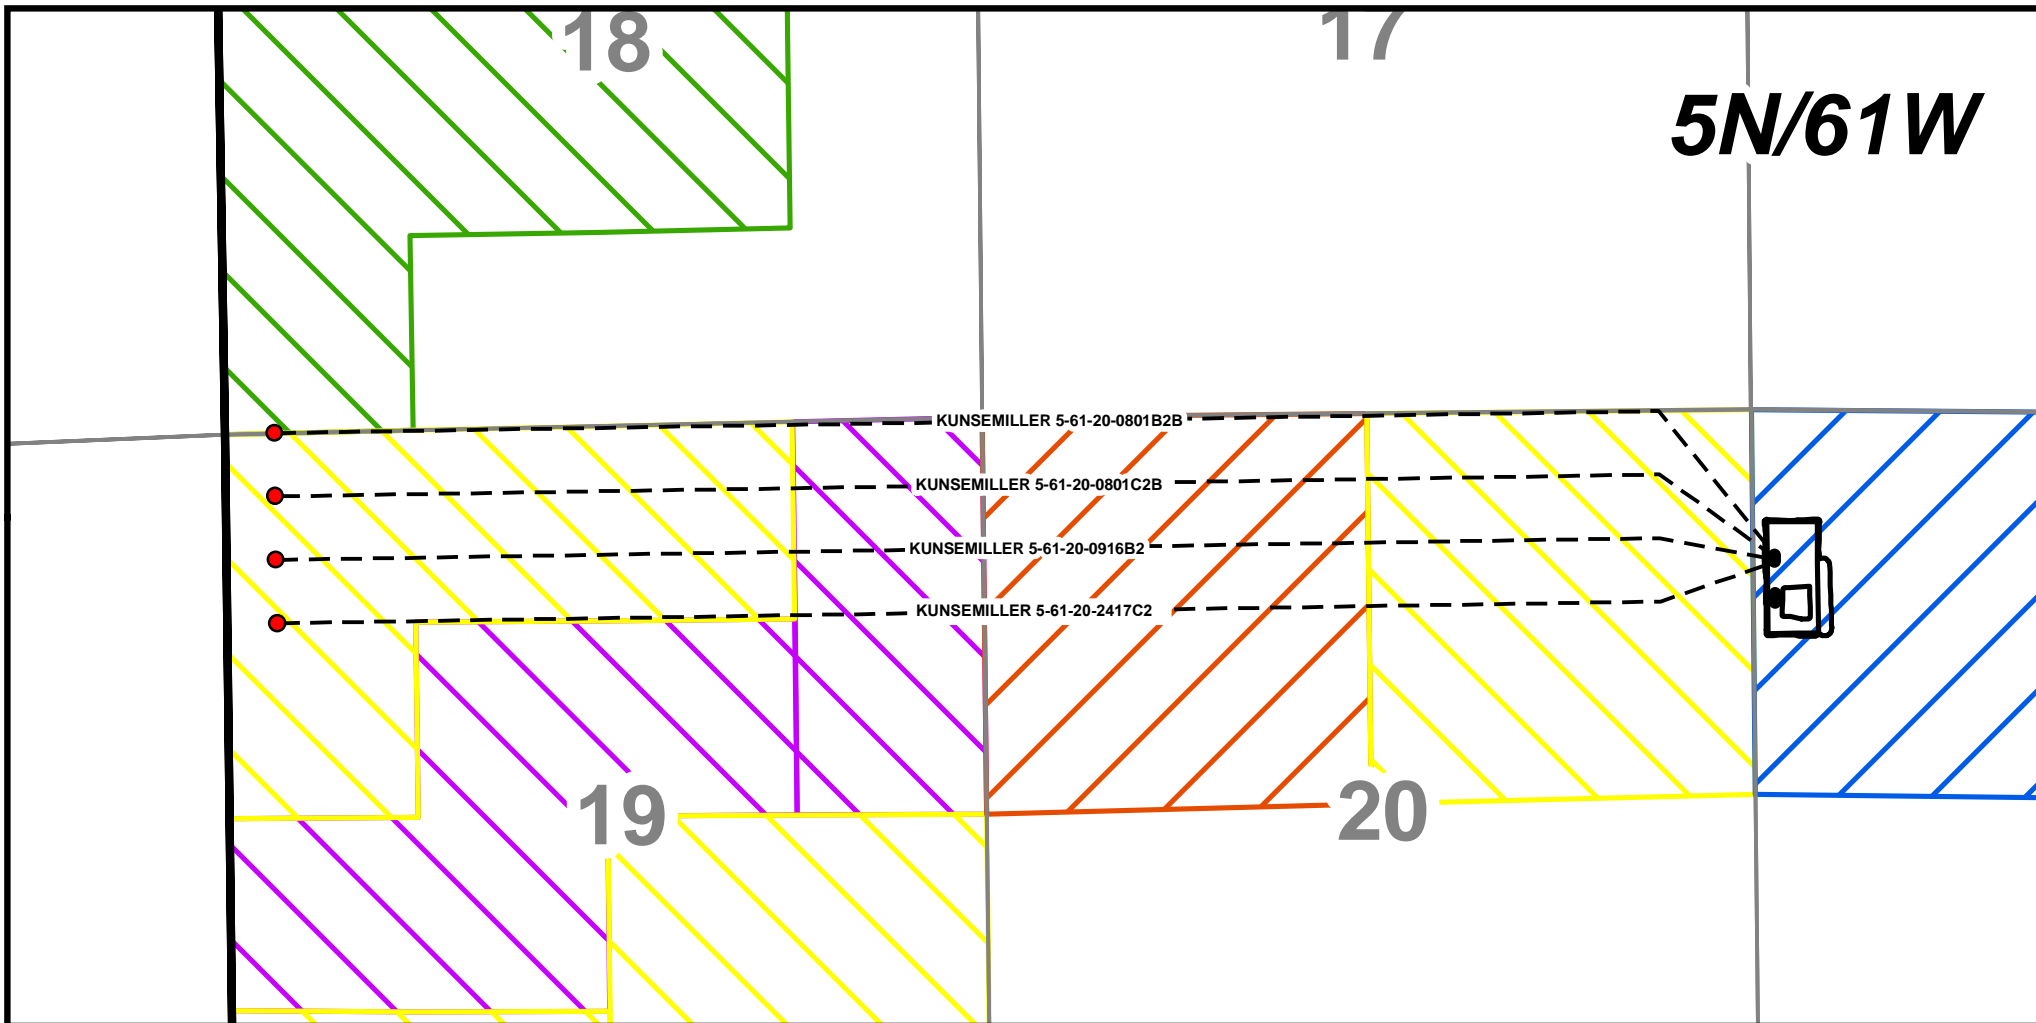 18
17
5N/61W
KUNSEMILLER 5-61-20-0801B2B
KUNSEMILLER 5-61-20-0801C2B
KUNSEMILLER 5-61-20-0916B2
KUNSEMILLER 5-61-20-2417C2
19
20